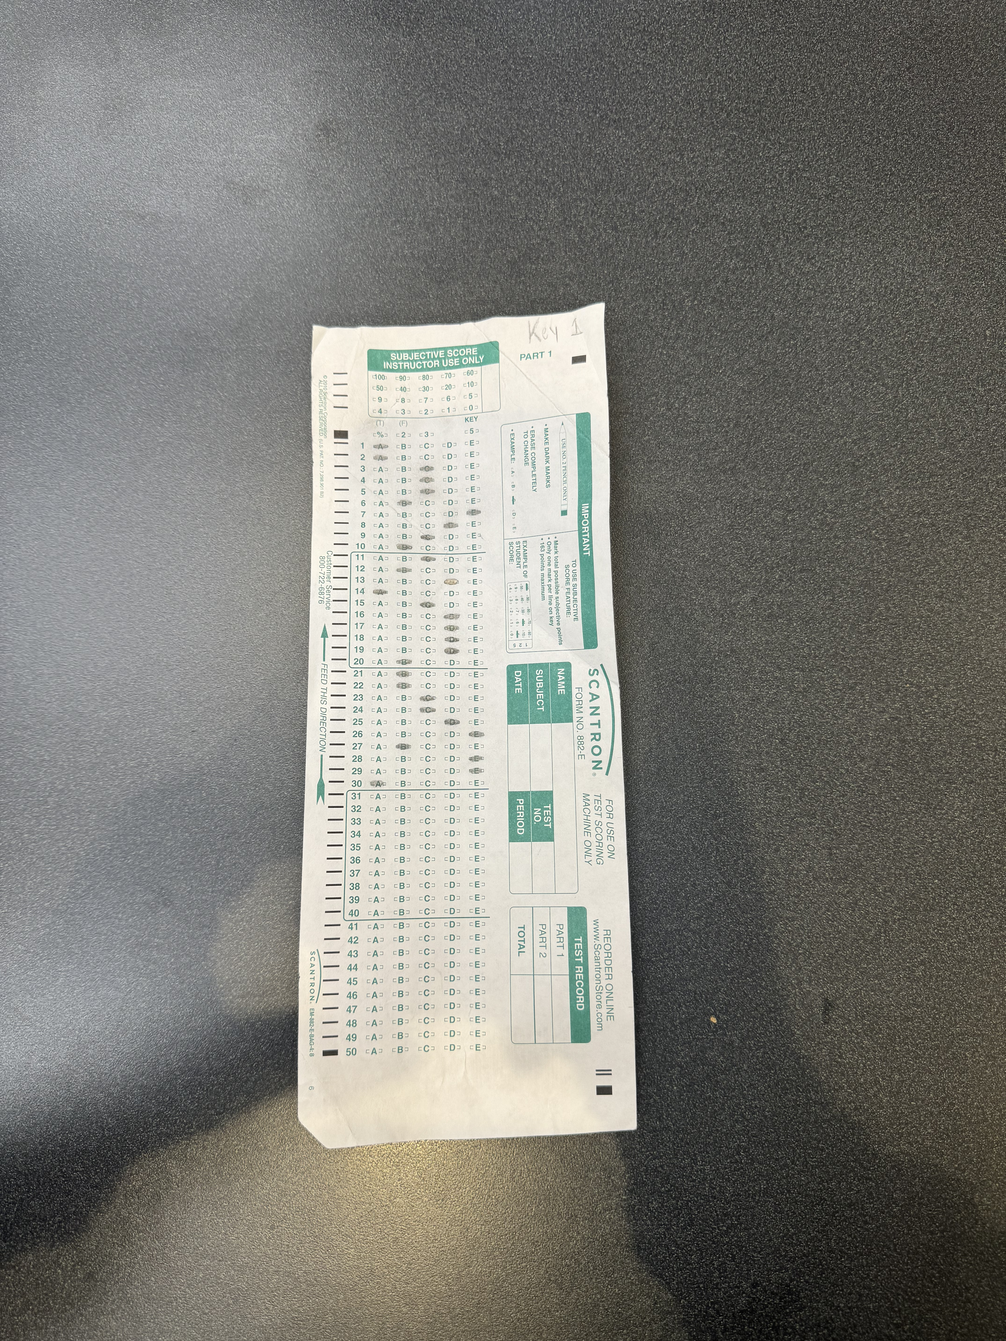 Key 1
PART 1
SUBJECTIVE SCORE
INSTRUCTOR USE ONLY
100 90 80 70 60
50 40 30 20 10
9 8 7 6 5
4 3 2 1 0
(T) (F) KEY
% 2 3 5
1 A B C D E
2 A B C D E
3 A B C D E
4 A B C D E
5 A B C D E
6 A B C D E
7 A B C D E
8 A B C D E
9 A B C D E
10 A B C D E
11 A B C D E
12 A B C D E
13 A B C D E
14 A B C D E
15 A B C D E
16 A B C D E
17 A B C D E
18 A B C D E
19 A B C D E
20 A B C D E
21 A B C D E
22 A B C D E
23 A B C D E
24 A B C D E
25 A B C D E
26 A B C D E
27 A B C D E
28 A B C D E
29 A B C D E
30 A B C D E
31 A B C D E
32 A B C D E
33 A B C D E
34 A B C D E
35 A B C D E
36 A B C D E
37 A B C D E
38 A B C D E
39 A B C D E
40 A B C D E
41 A B C D E
42 A B C D E
43 A B C D E
44 A B C D E
45 A B C D E
46 A B C D E
47 A B C D E
48 A B C D E
49 A B C D E
50 A B C D E
IMPORTANT
USE NO. 2 PENCIL ONLY
• MAKE DARK MARKS
• ERASE COMPLETELY
TO CHANGE
• EXAMPLE: A B D E
TO USE SUBJECTIVE
SCORE FEATURE:
• Mark total possible subjective points
• Only one mark per line on key
• 163 points maximum
EXAMPLE OF
STUDENT
SCORE
SCANTRON®
FORM NO. 882-E
FOR USE ON
TEST SCORING
MACHINE ONLY
NAME
SUBJECT
TEST
NO.
DATE
PERIOD
REORDER ONLINE
www.ScantronStore.com
TEST RECORD
PART 1
PART 2
TOTAL
ALL RIGHTS RESERVED
Customer Service
800-722-6876
FEED THIS DIRECTION
SCANTRON.